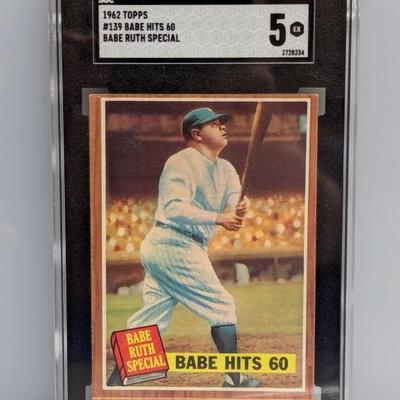 1962 TOPPS
#139 BABE HITS 60
BABE RUTH SPECIAL
5 EX
2728234
BABE
RUTH
SPECIAL
BABE HITS 60